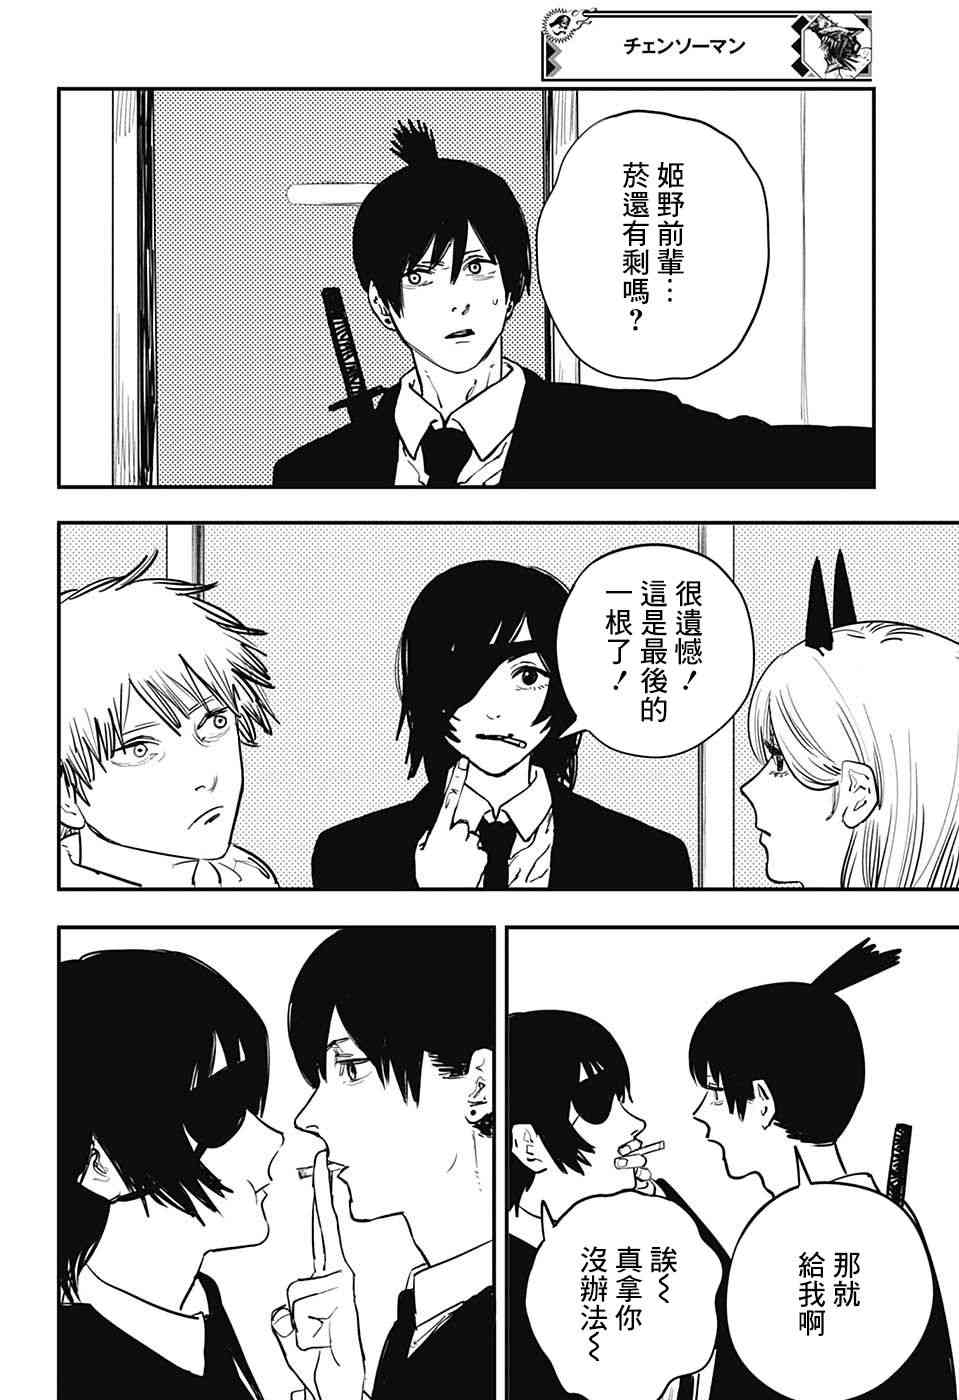 チェンソーマン
姬野前輩…
菸還有剩嗎？
很遺憾！
這是最後的
一根了！
那就
給我啊
誒～
真拿你
沒辦法～